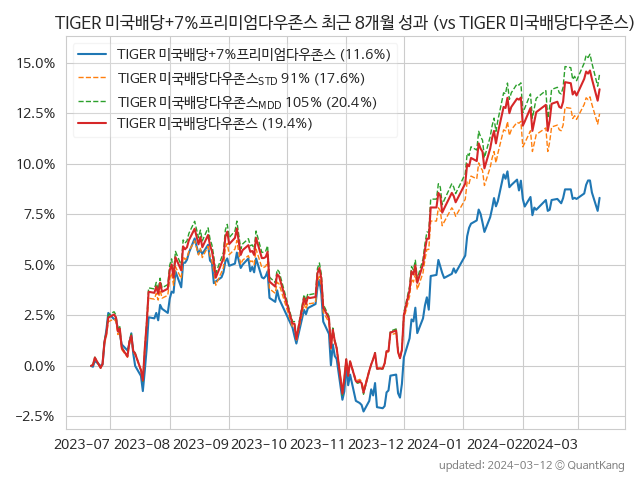 TIGER 미국배당+7%프리미엄다우존스 최근 8개월 성과 (vs TIGER 미국배당다우존스)
TIGER 미국배당+7%프리미엄다우존스 (11.6%)
TIGER 미국배당다우존스STD 91% (17.6%)
TIGER 미국배당다우존스MDD 105% (20.4%)
TIGER 미국배당다우존스 (19.4%)
15.0%
12.5%
10.0%
7.5%
5.0%
2.5%
0.0%
−2.5%
2023-07 2023-08 2023-09 2023-10 2023-11 2023-12 2024-01 2024-02 2024-03
updated: 2024-03-12 © QuantKang